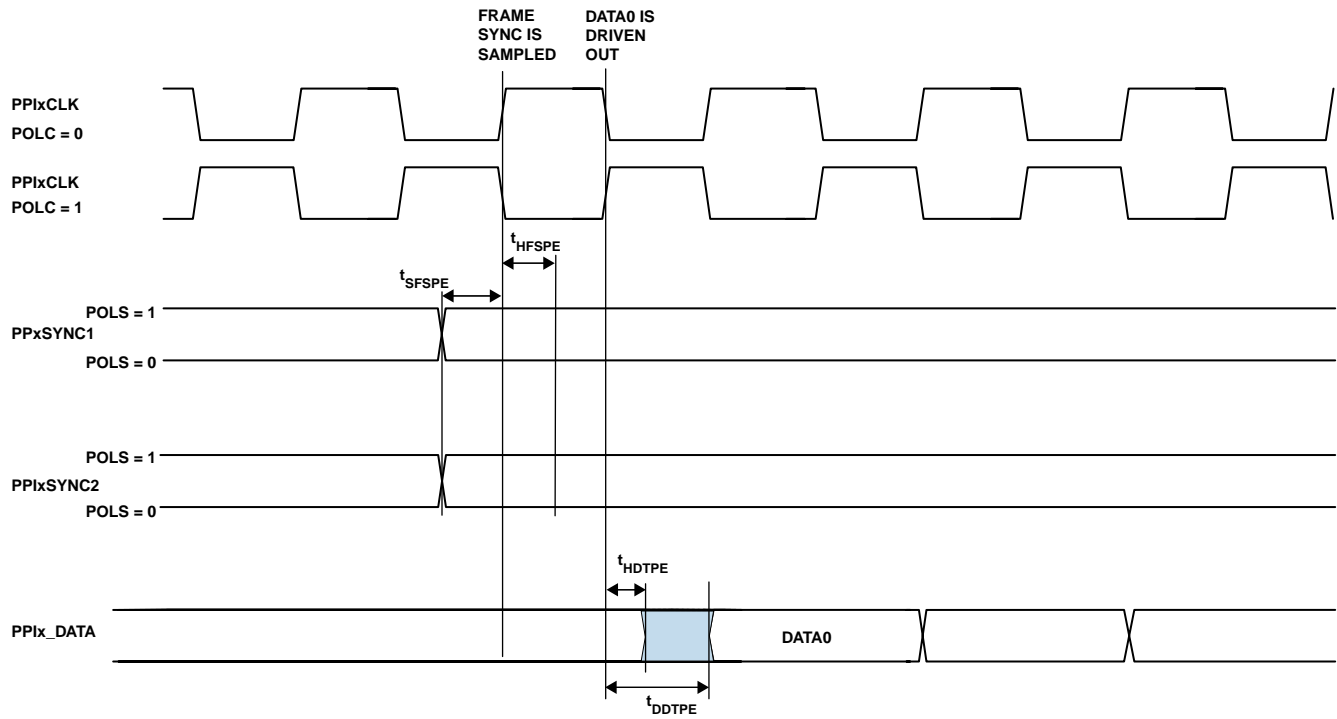 FRAME
SYNC IS
SAMPLED
DATA0 IS
DRIVEN
OUT
PPIxCLK
POLC = 0
PPIxCLK
POLC = 1
tHFSPE
tSFSPE
POLS = 1
PPxSYNC1
POLS = 0
POLS = 1
PPIxSYNC2
POLS = 0
tHDTPE
PPIx_DATA
DATA0
tDDTPE